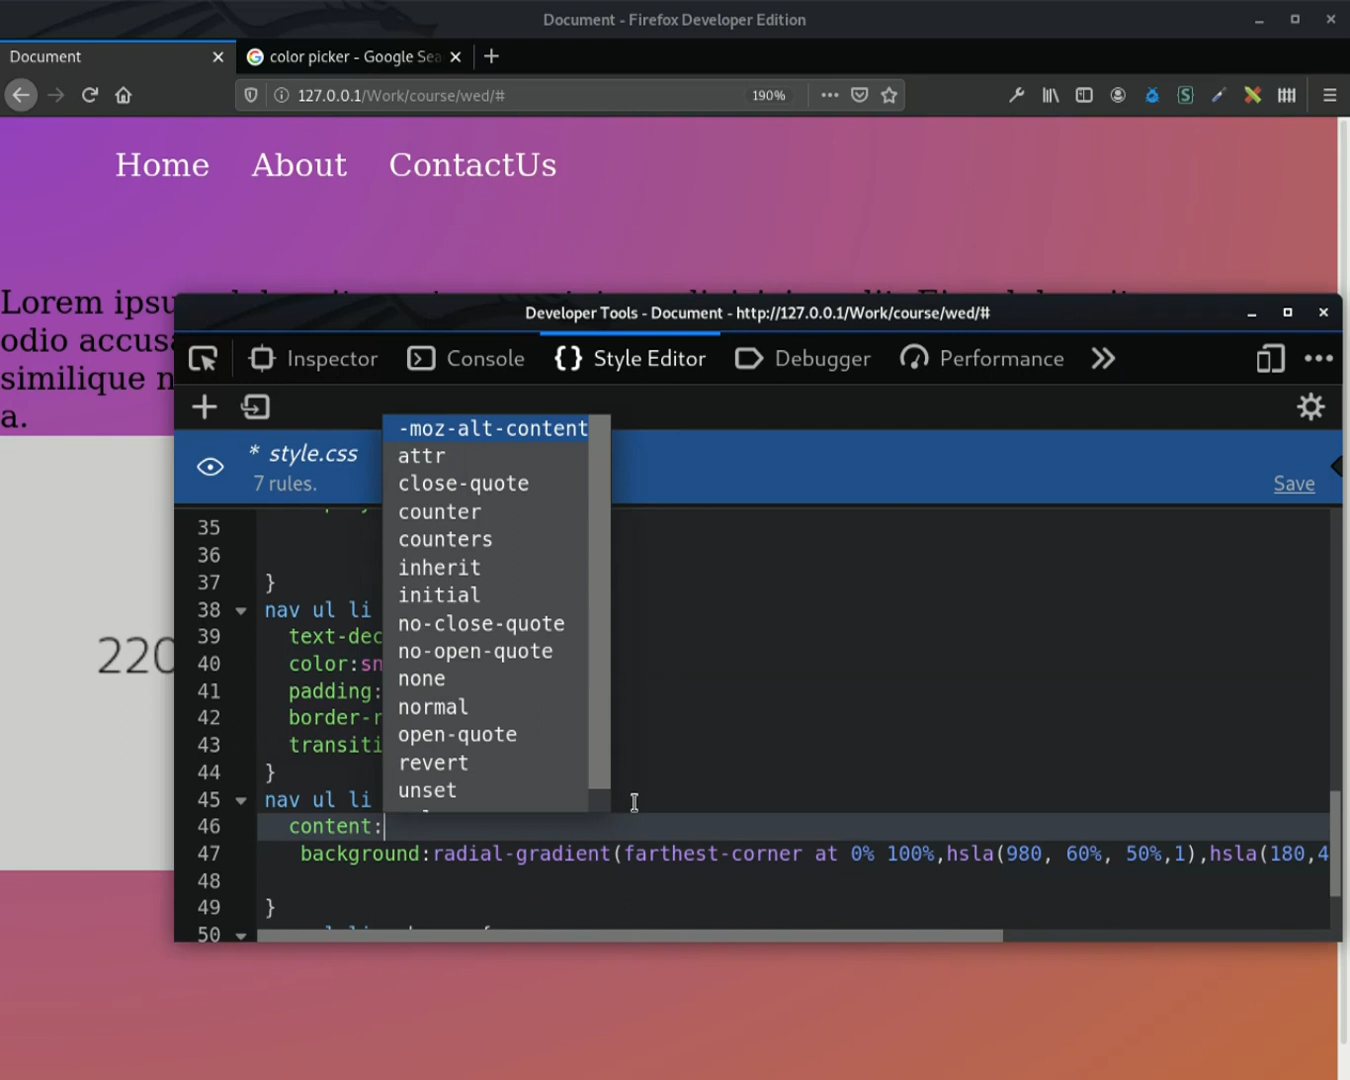 Document - Firefox Developer Edition
Document
color picker - Google Sea
127.0.0.1/Work/course/wed/#
190%
Home About ContactUs
Lorem ipsu
odio accusa
similique n
a.
220
Developer Tools - Document - http://127.0.0.1/Work/course/wed/#
Inspector Console Style Editor Debugger Performance
* style.css
7 rules.
Save
-moz-alt-content
attr
close-quote
counter
counters
inherit
initial
no-close-quote
no-open-quote
none
normal
open-quote
revert
unset
35
36
37 }
38 nav ul li
39 text-dec
40 color:sn
41 padding:
42 border-r
43 transiti
44 }
45 nav ul li
46 content:
47 background:radial-gradient(farthest-corner at 0% 100%,hsla(980, 60%, 50%,1),hsla(180,4
48
49 }
50